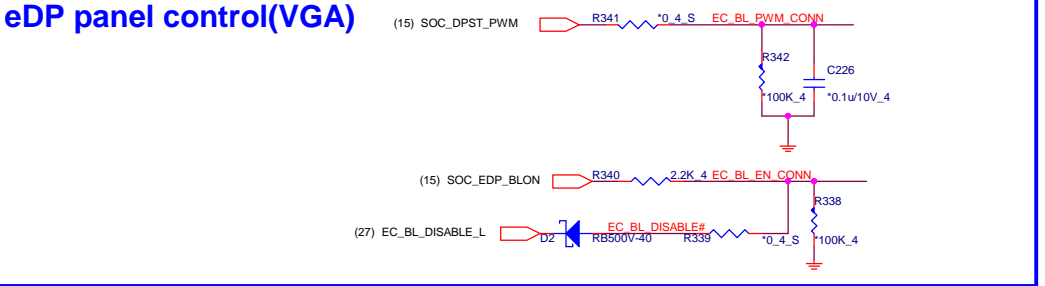 eDP panel control(VGA)
(15) SOC_DPST_PWM
R341
*0_4_S
EC_BL_PWM_CONN
R342
C226
*100K_4
*0.1u/10V_4
(15) SOC_EDP_BLON
R340
2.2K_4
EC_BL_EN_CONN
R338
(27) EC_BL_DISABLE_L
D2
EC_BL_DISABLE#
RB500V-40
R339
*0_4_S
*100K_4